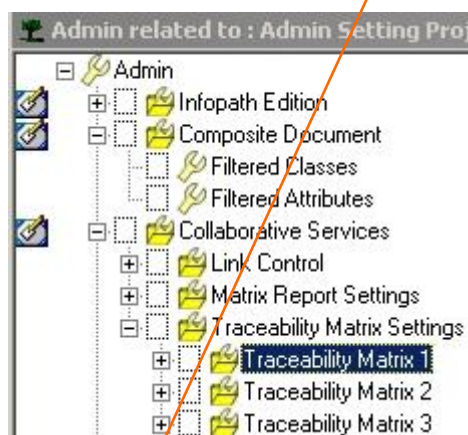 Admin related to : Admin Setting Proj
Admin
Infopath Edition
Composite Document
Filtered Classes
Filtered Attributes
Collaborative Services
Link Control
Matrix Report Settings
Traceability Matrix Settings
Traceability Matrix 1
Traceability Matrix 2
Traceability Matrix 3